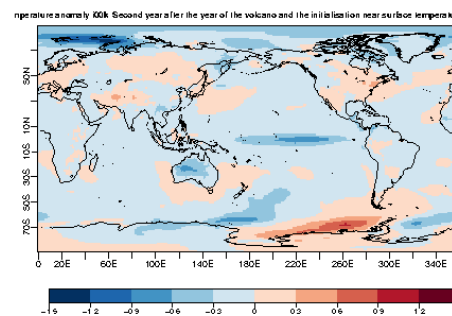 nperature anomaly Second year after the year of the volcano and the initialisation near surface temperatu
50N
10N
10S
30S
50S
70S
0 20E 60E 100E 140E 180E 220E 260E 300E 340E
-1.5 -1.2 -0.9 -0.6 -0.3 0 0.3 0.6 0.9 1.2